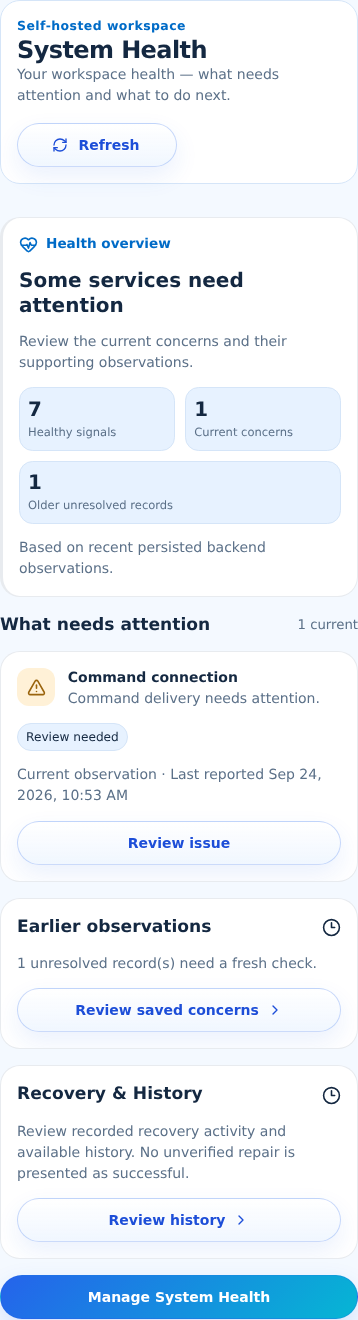 Self-hosted workspace
System Health
Your workspace health — what needs
attention and what to do next.
Refresh
Health overview
Some services need
attention
Review the current concerns and their
supporting observations.
7
Healthy signals
1
Current concerns
1
Older unresolved records
Based on recent persisted backend
observations.
What needs attention
1 current
Command connection
Command delivery needs attention.
Review needed
Current observation · Last reported Sep 24,
2026, 10:53 AM
Review issue
Earlier observations
1 unresolved record(s) need a fresh check.
Review saved concerns
Recovery & History
Review recorded recovery activity and
available history. No unverified repair is
presented as successful.
Review history
Manage System Health